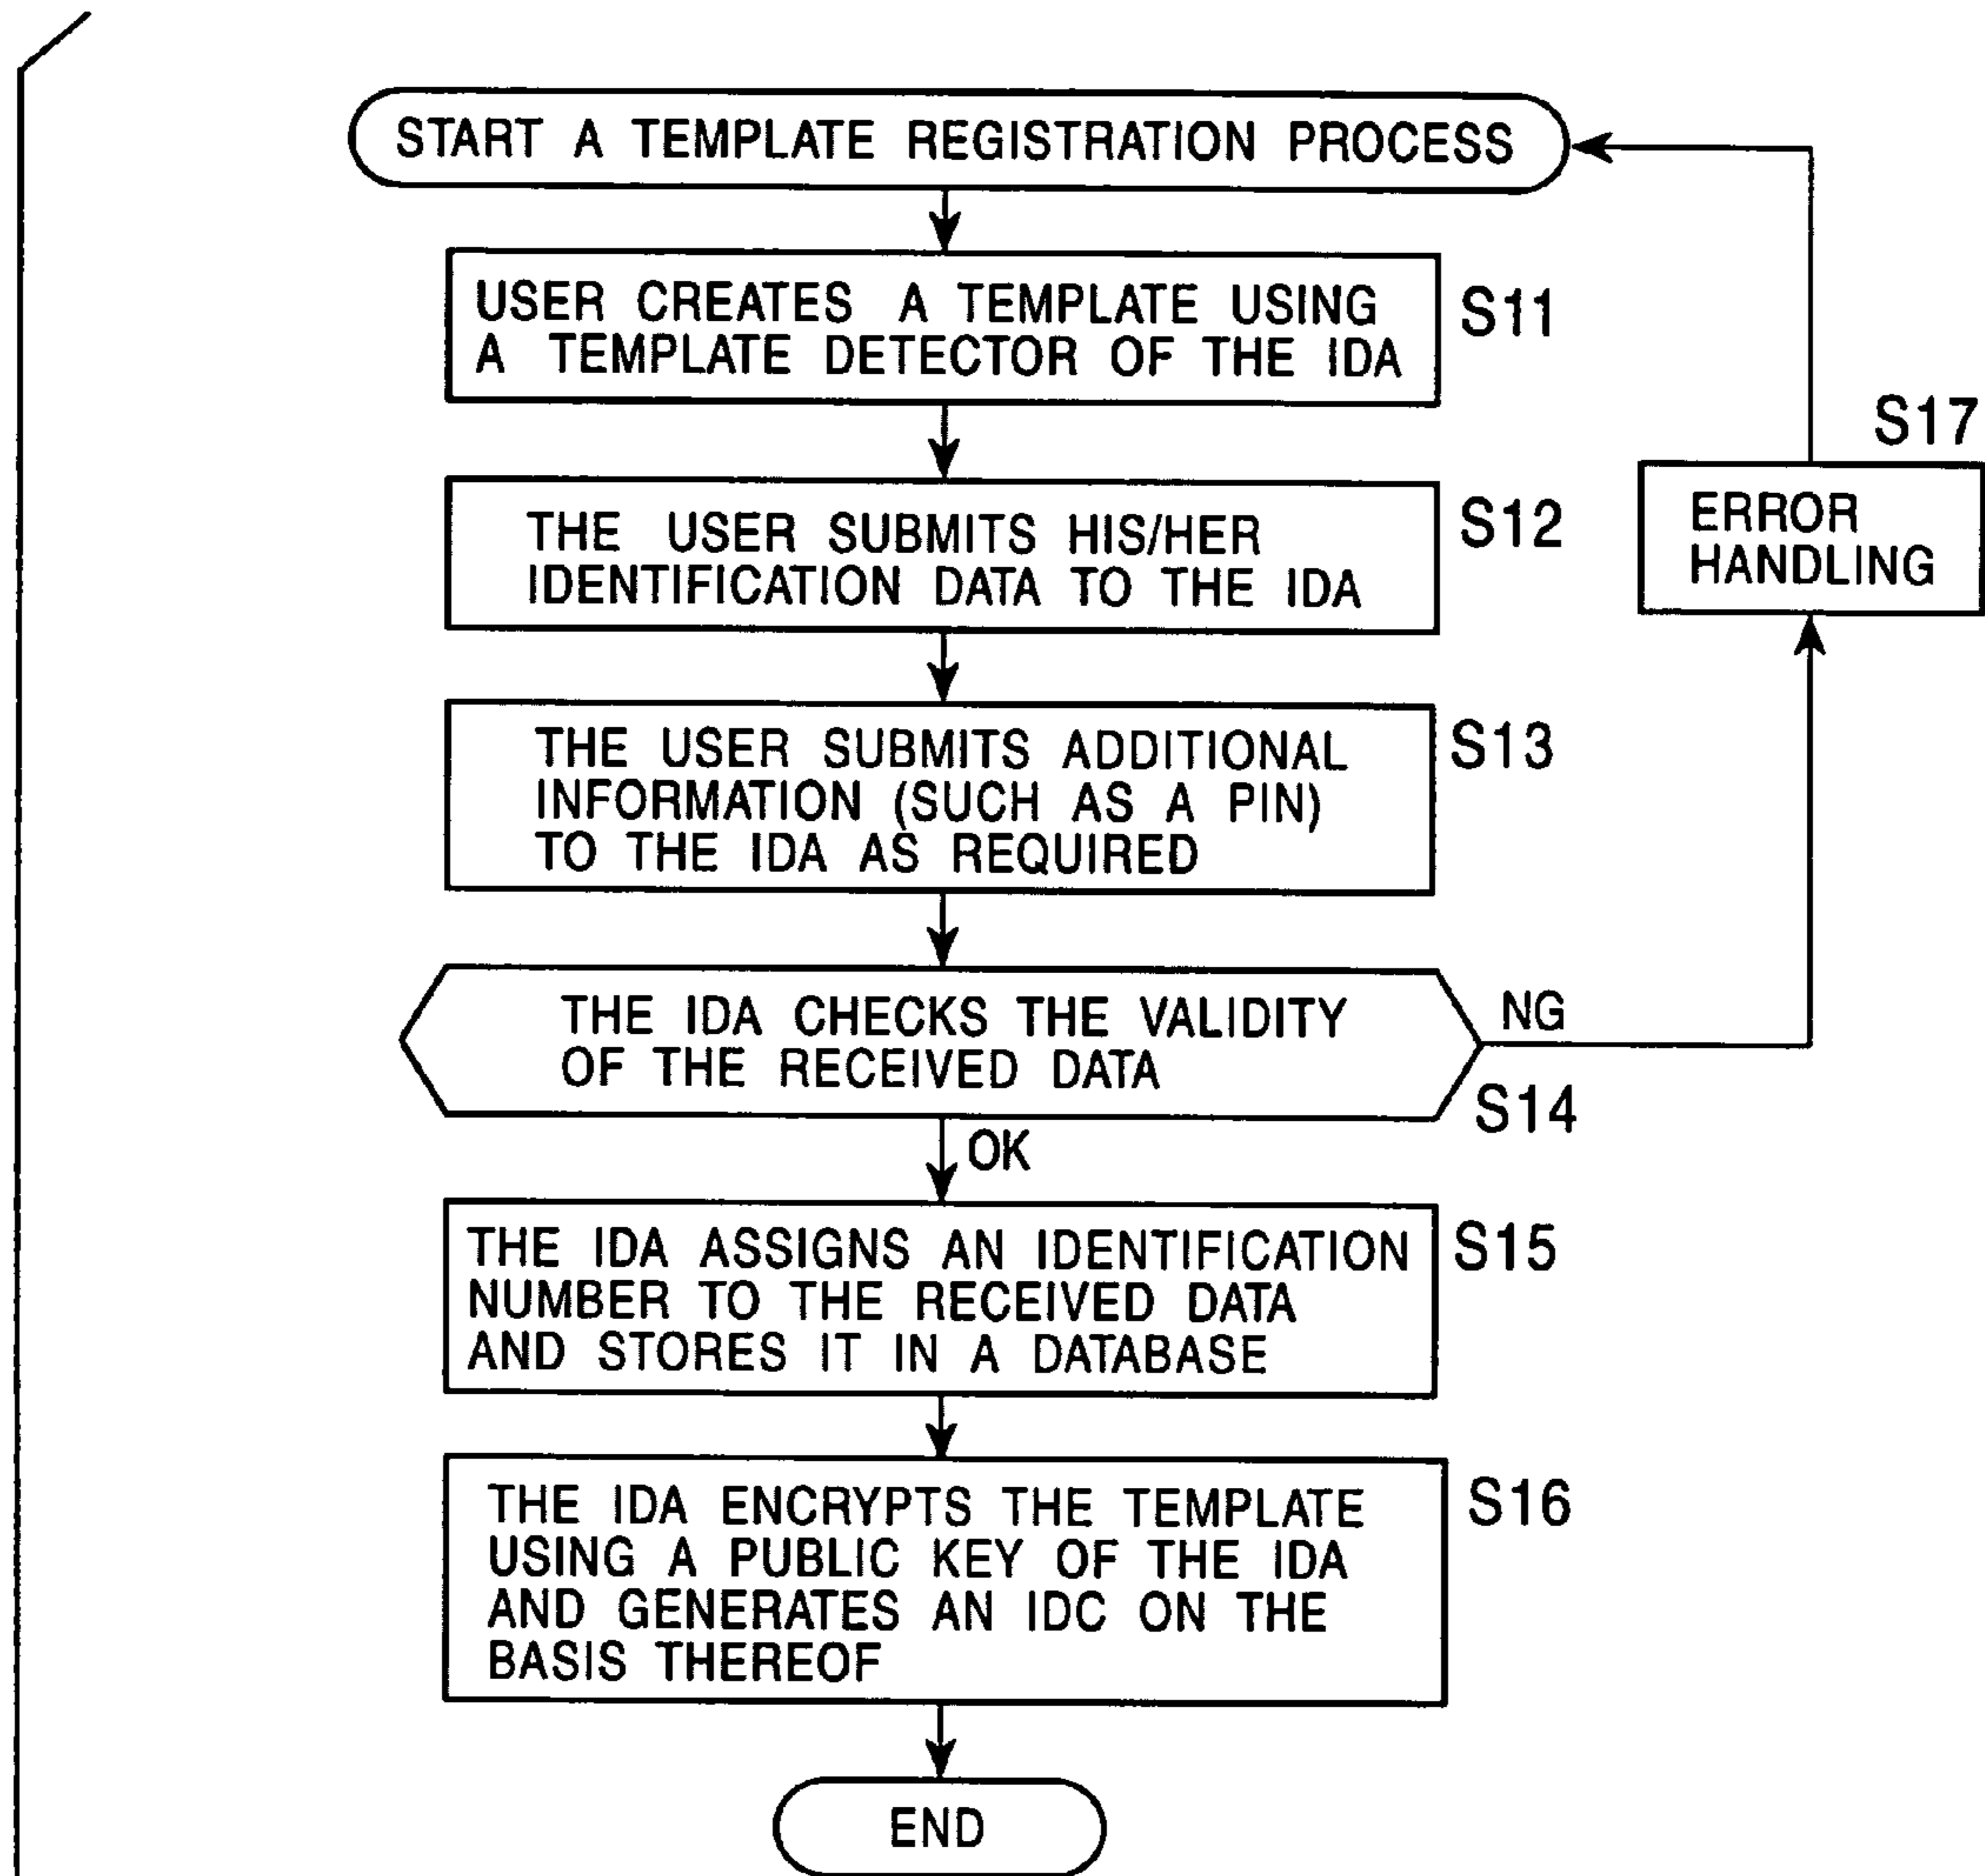 START A TEMPLATE REGISTRATION PROCESS
USER CREATES A TEMPLATE USING
A TEMPLATE DETECTOR OF THE IDA
S11
S17
ERROR
HANDLING
THE USER SUBMITS HIS/HER
IDENTIFICATION DATA TO THE IDA
S12
THE USER SUBMITS ADDITIONAL
INFORMATION (SUCH AS A PIN)
TO THE IDA AS REQUIRED
S13
THE IDA CHECKS THE VALIDITY
OF THE RECEIVED DATA
NG
S14
OK
THE IDA ASSIGNS AN IDENTIFICATION
NUMBER TO THE RECEIVED DATA
AND STORES IT IN A DATABASE
S15
THE IDA ENCRYPTS THE TEMPLATE
USING A PUBLIC KEY OF THE IDA
AND GENERATES AN IDC ON THE
BASIS THEREOF
S16
END